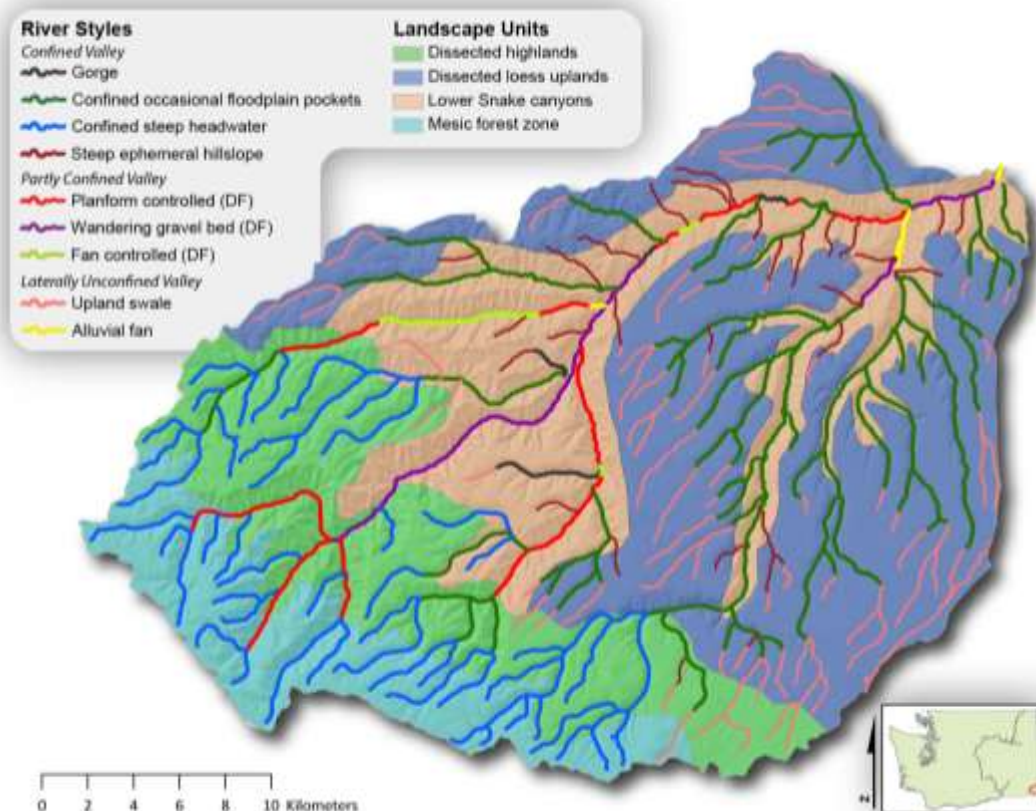 River Styles
Confined Valley
Gorge
Confined occasional floodplain pockets
Confined steep headwater
Steep ephemeral hillslope
Partly Confined Valley
Planform controlled (DF)
Wandering gravel bed (DF)
Fan controlled (DF)
Laterally Unconfined Valley
Upland swale
Alluvial fan
Landscape Units
Dissected highlands
Dissected loess uplands
Lower Snake canyons
Mesic forest zone
0 2 4 6 8 10 Kilometers
N